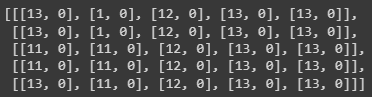 [[[13, 0], [1, 0], [12, 0], [13, 0], [13, 0]],
[[13, 0], [1, 0], [12, 0], [13, 0], [13, 0]],
[[11, 0], [11, 0], [12, 0], [13, 0], [13, 0]],
[[11, 0], [11, 0], [12, 0], [13, 0], [13, 0]],
[[13, 0], [11, 0], [12, 0], [13, 0], [13, 0]]]